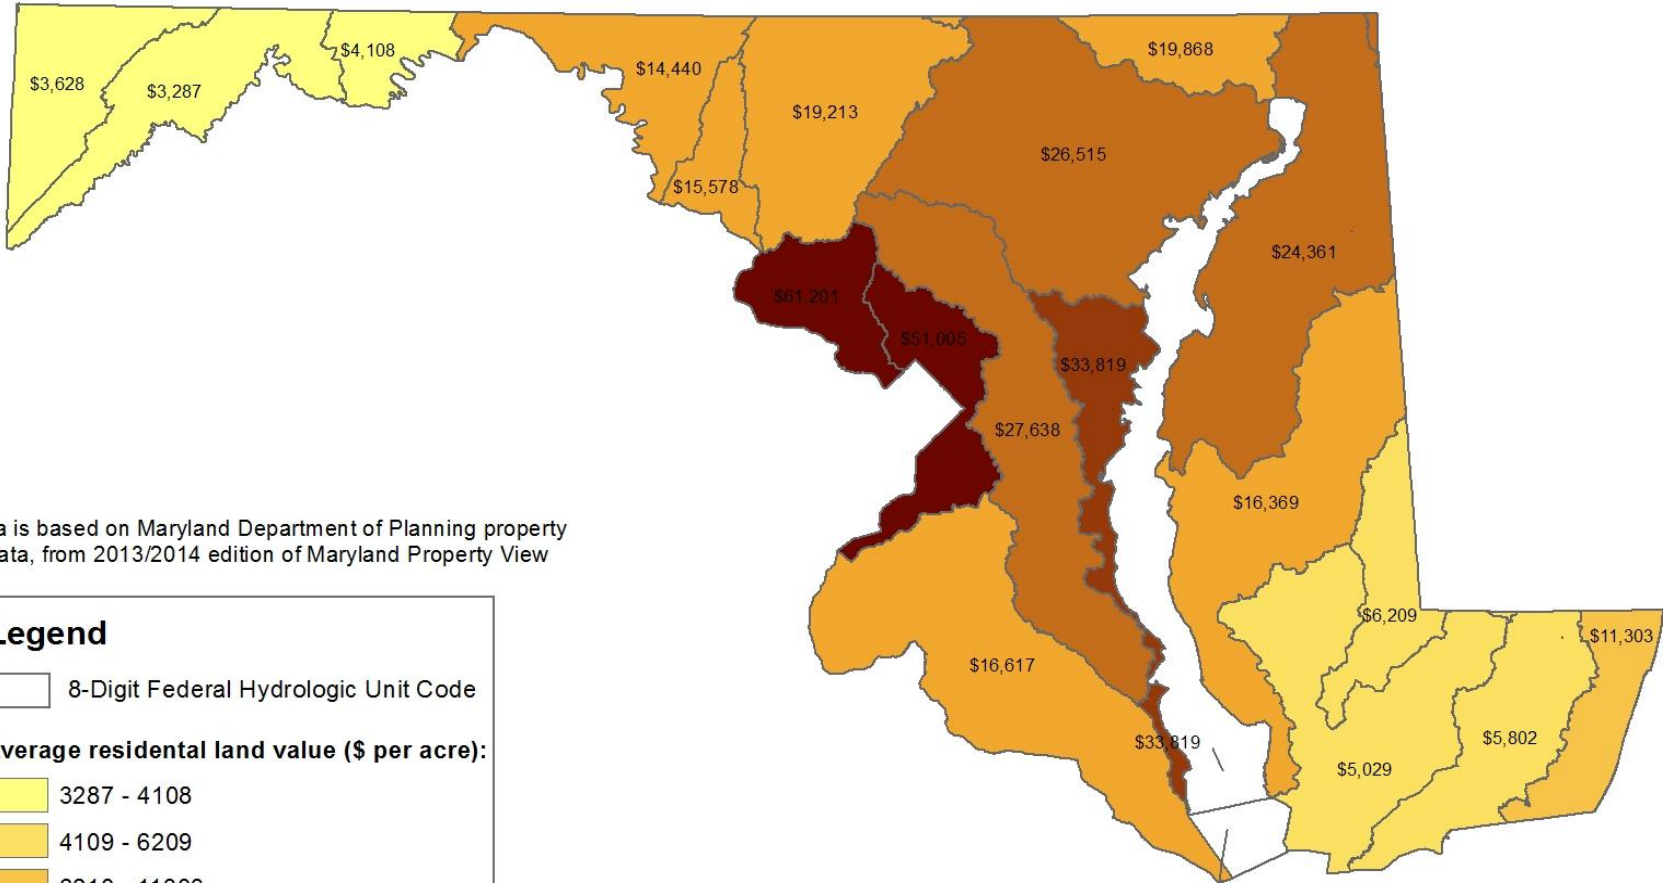 $4,108
$19,868
$14,440
$3,628
$3,287
$19,213
$26,515
$15,578
$24,361
$61,201
$51,005
$33,819
$27,638
$16,369
is based on Maryland Department of Planning property
from 2013/2014 edition of Maryland Property View
$6,209
$11,303
Legend
$16,617
8-Digit Federal Hydrologic Unit Code
$33,819
$5,802
verage residental land value ($ per acre):
$5,029
3287 - 4108
4109 - 6209